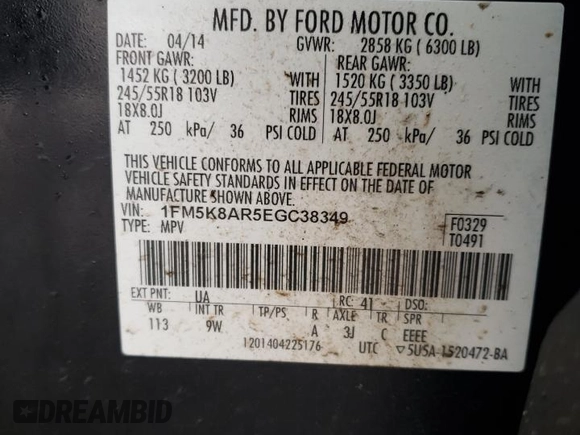 MFD. BY FORD MOTOR CO.
DATE: 04/14 GVWR: 2858 KG ( 6300 LB)
FRONT GAWR: REAR GAWR:
1452 KG ( 3200 LB) 1520 KG ( 3350 LB)
245/55R18 103V TIRES 245/55R18 103V TIRES
18X8.0J RIMS 18X8.0J RIMS
AT 250 kPa/ 36 PSI COLD AT 250 kPa/ 36 PSI COLD
THIS VEHICLE CONFORMS TO ALL APPLICABLE FEDERAL MOTOR
VEHICLE SAFETY STANDARDS IN EFFECT ON THE DATE OF
MANUFACTURE SHOWN ABOVE.
VIN: 1FM5K8AR5EGC38349 F0329
TYPE: MPV T0491
EXT PNT: UA RC: 41 DSO:
WB INT TR TP/PS R AXLE TR SPR
113 9W A 3J C EEEE
1201404225176 UTC ▽5U5A-1520472-BA
DREAMBID